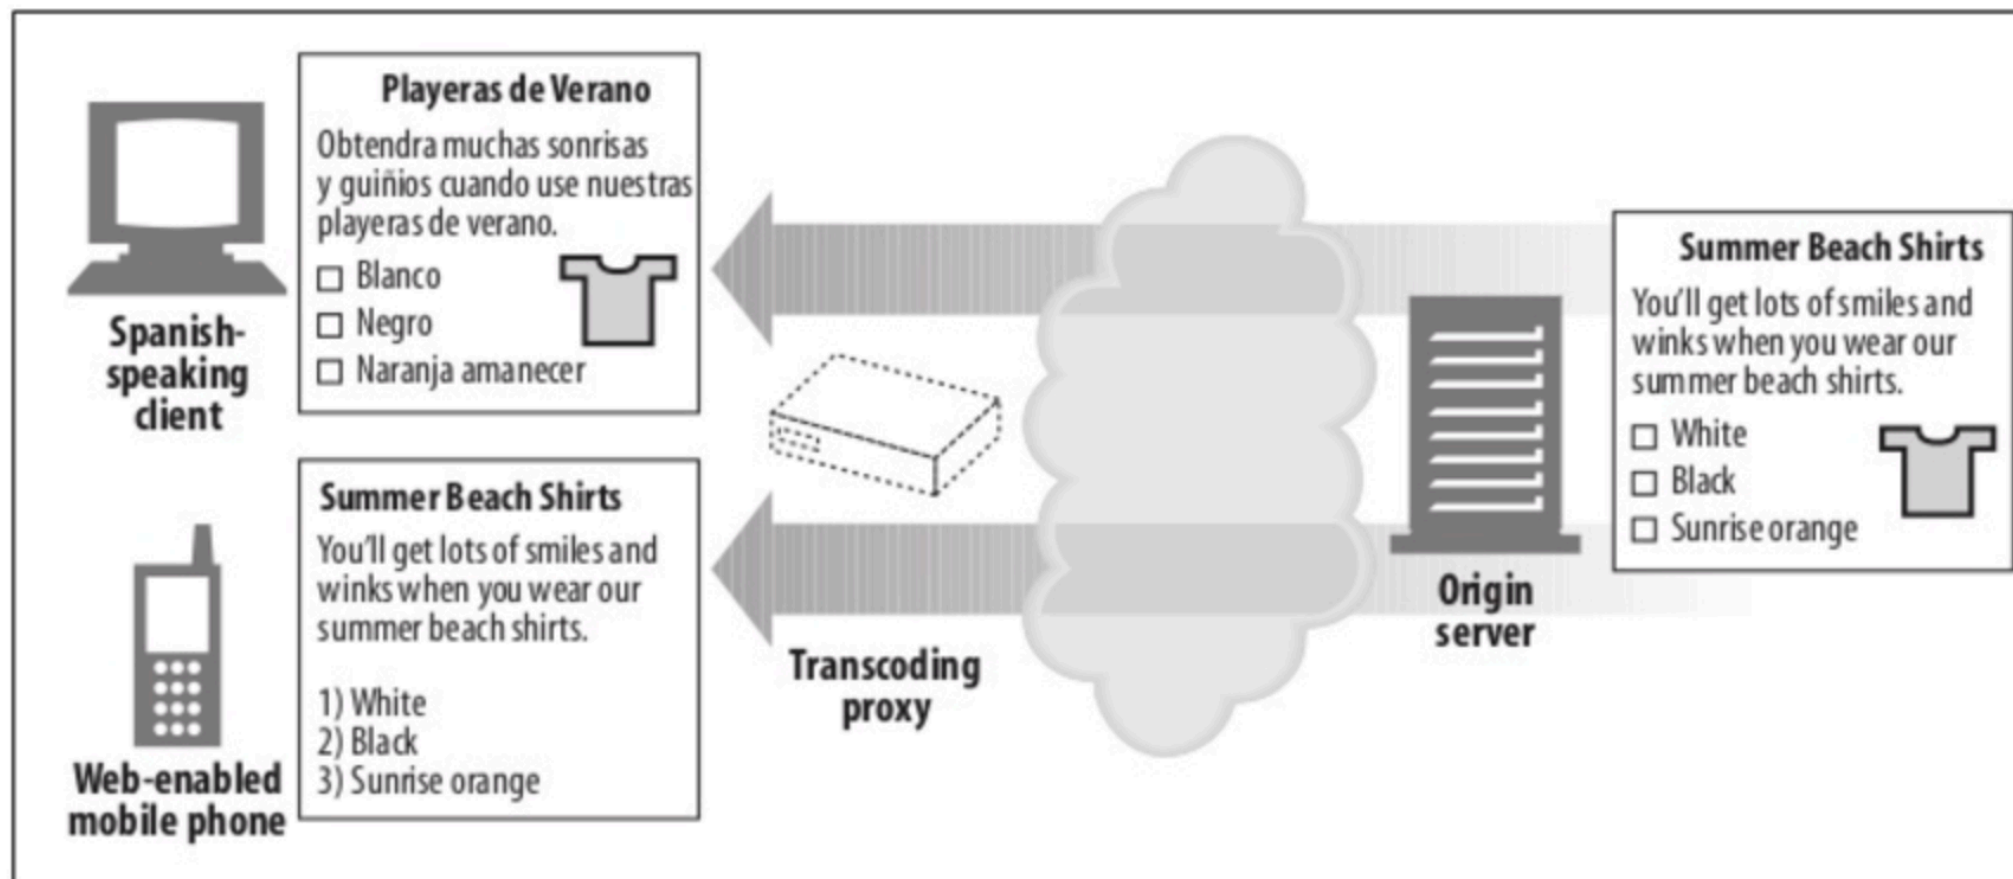 Playeras de Verano
Obtendra muchas sonrisas
y guiñios cuando use nuestras
playeras de verano.
Blanco
Negro
Naranja amanecer
Spanish-
speaking
client
Summer Beach Shirts
You'll get lots of smiles and
winks when you wear our
summer beach shirts.
1) White
2) Black
3) Sunrise orange
Web-enabled
mobile phone
Transcoding
proxy
Origin
server
Summer Beach Shirts
You'll get lots of smiles and
winks when you wear our
summer beach shirts.
White
Black
Sunrise orange